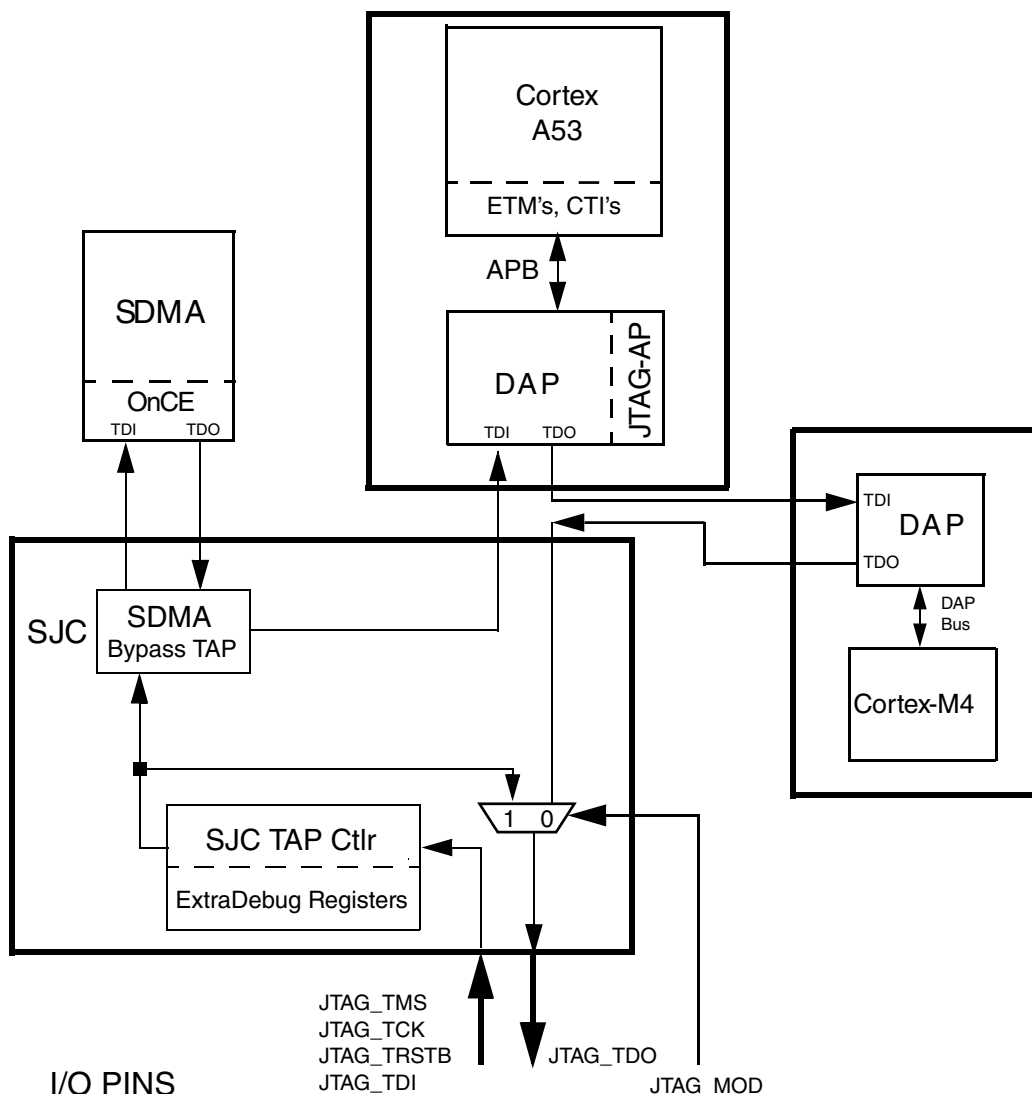 Cortex
A53
ETM's, CTI's
APB
SDMA
OnCE
TDI TDO
DAP
JTAG-AP
TDI TDO
TDI
DAP
TDO
DAP
Bus
Cortex-M4
SJC
SDMA
Bypass TAP
1 0
SJC TAP Ctlr
ExtraDebug Registers
JTAG_TMS
JTAG_TCK
JTAG_TRSTB
JTAG_TDI
JTAG_TDO
JTAG_MOD
I/O PINS